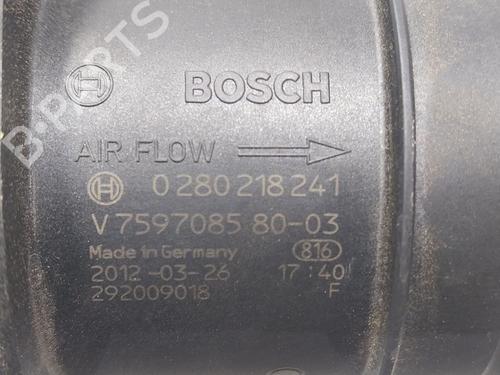 B-PARTS
BOSCH
AIR FLOW
0 280 218 241
V 7597085 80-03
Made in Germany 816
2012-03-26 17:40
292009018 F